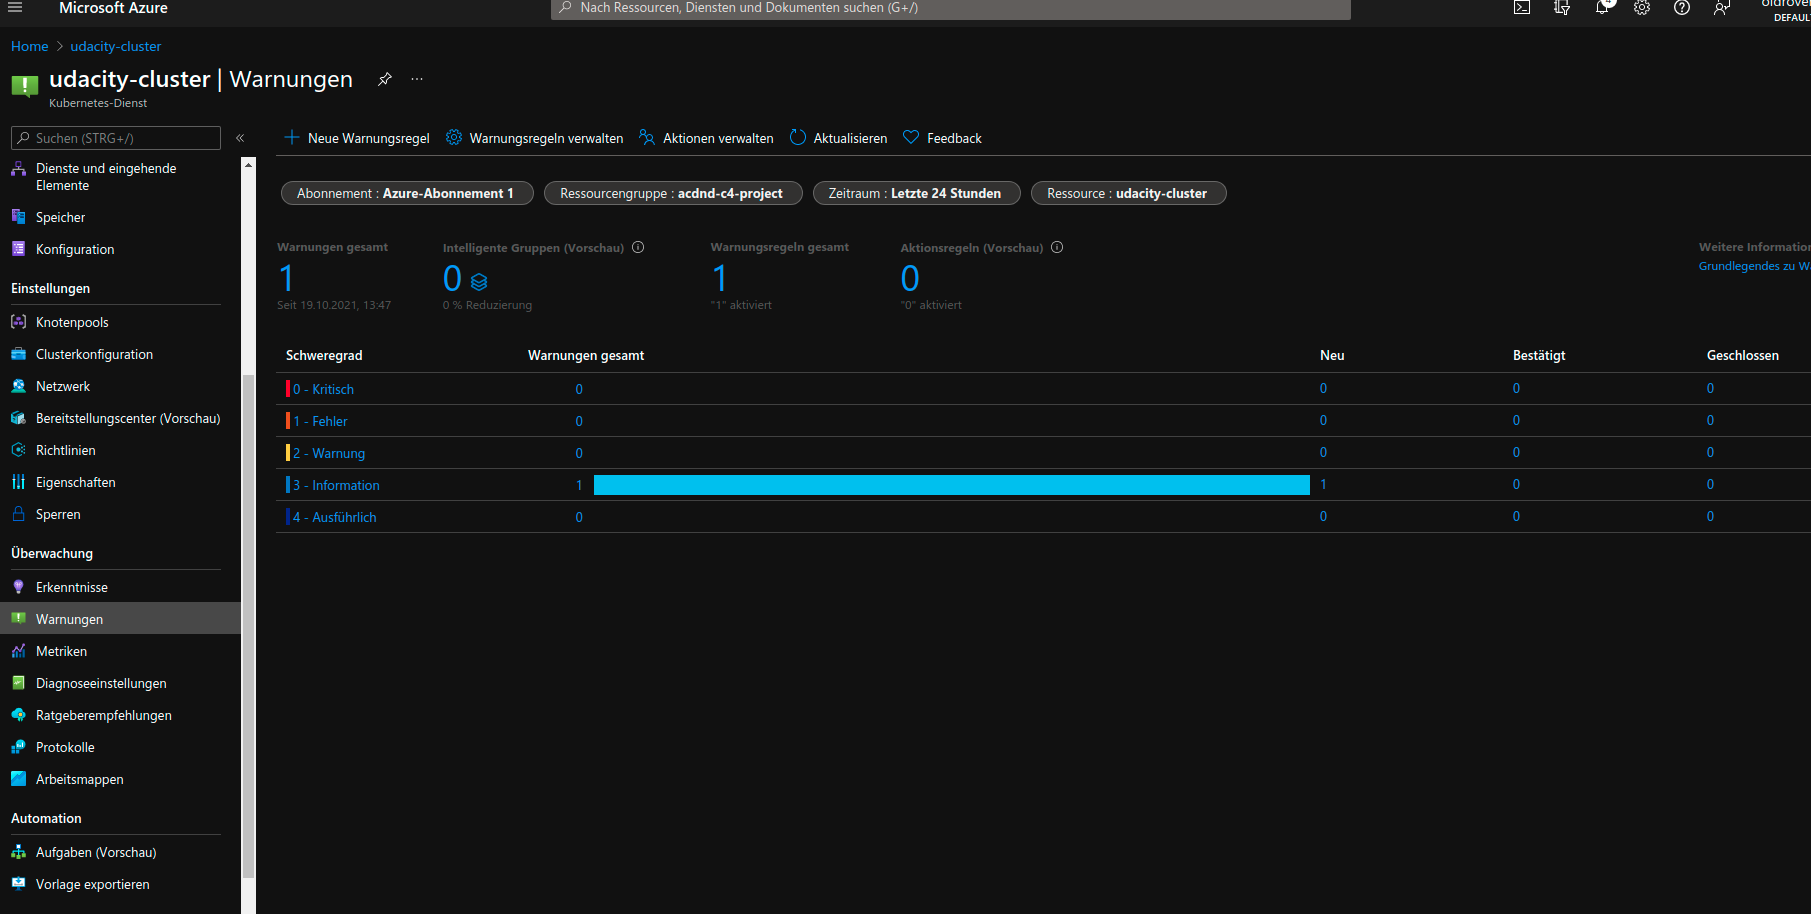 Microsoft Azure
Nach Ressourcen, Diensten und Dokumenten suchen (G+/)
DEFAUL
Home > udacity-cluster
udacity-cluster | Warnungen
Kubernetes-Dienst
Suchen (STRG+/)
«
Neue Warnungsregel
Warnungsregeln verwalten
Aktionen verwalten
Aktualisieren
Feedback
Dienste und eingehende
Elemente
Speicher
Konfiguration
Einstellungen
Knotenpools
Clusterkonfiguration
Netzwerk
Bereitstellungscenter (Vorschau)
Richtlinien
Eigenschaften
Sperren
Überwachung
Erkenntnisse
Warnungen
Metriken
Diagnoseeinstellungen
Ratgeberempfehlungen
Protokolle
Arbeitsmappen
Automation
Aufgaben (Vorschau)
Vorlage exportieren
Abonnement : Azure-Abonnement 1
Ressourcengruppe : acdnd-c4-project
Zeitraum : Letzte 24 Stunden
Ressource : udacity-cluster
Warnungen gesamt
1
Seit 19.10.2021, 13:47
Intelligente Gruppen (Vorschau)
0
0 % Reduzierung
Warnungsregeln gesamt
1
"1" aktiviert
Aktionsregeln (Vorschau)
0
"0" aktiviert
Weitere Information
Grundlegendes zu W
Schweregrad Warnungen gesamt Neu Bestätigt Geschlossen
0 - Kritisch 0 0 0 0
1 - Fehler 0 0 0 0
2 - Warnung 0 0 0 0
3 - Information 1 1 0 0
4 - Ausführlich 0 0 0 0